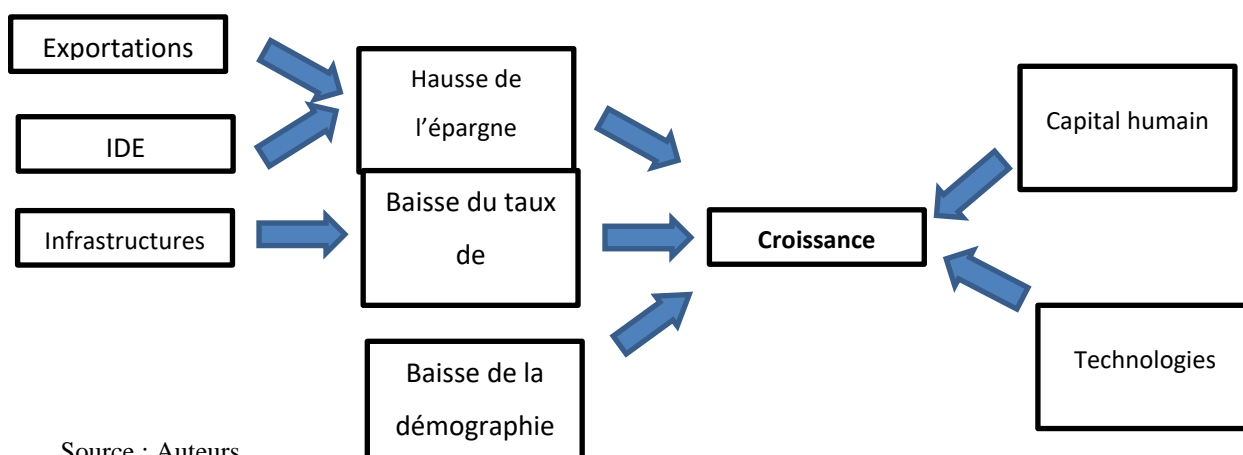 Exportations
IDE
Infrastructures
Hausse de
l'épargne
Baisse du taux
de
Baisse de la
démographie
Croissance
Capital humain
Technologies
Source : Auteurs